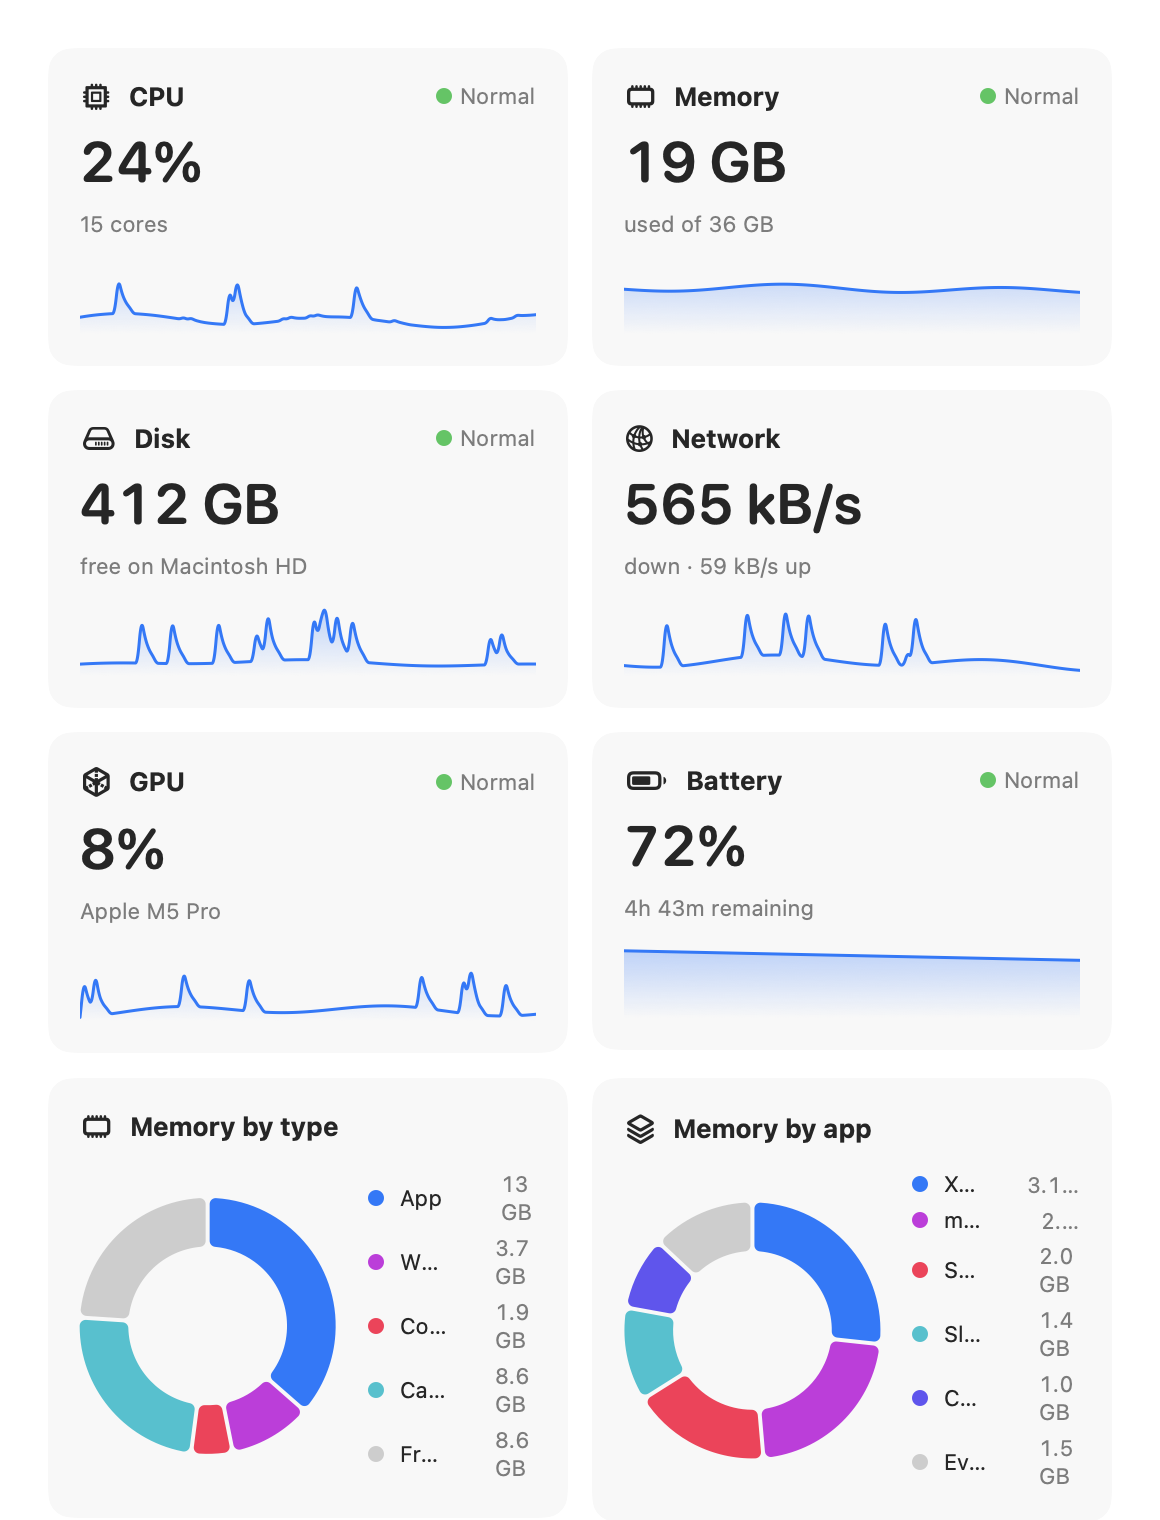 CPU
Normal
24%
15 cores
Memory
Normal
19 GB
used of 36 GB
Disk
Normal
412 GB
free on Macintosh HD
Network
565 kB/s
down · 59 kB/s up
GPU
Normal
8%
Apple M5 Pro
Battery
Normal
72%
4h 43m remaining
Memory by type
App
13
GB
W...
3.7
GB
Co...
1.9
GB
Ca...
8.6
GB
Fr...
8.6
GB
Memory by app
X...
3.1...
m...
2....
S...
2.0
GB
Sl...
1.4
GB
C...
1.0
GB
Ev...
1.5
GB